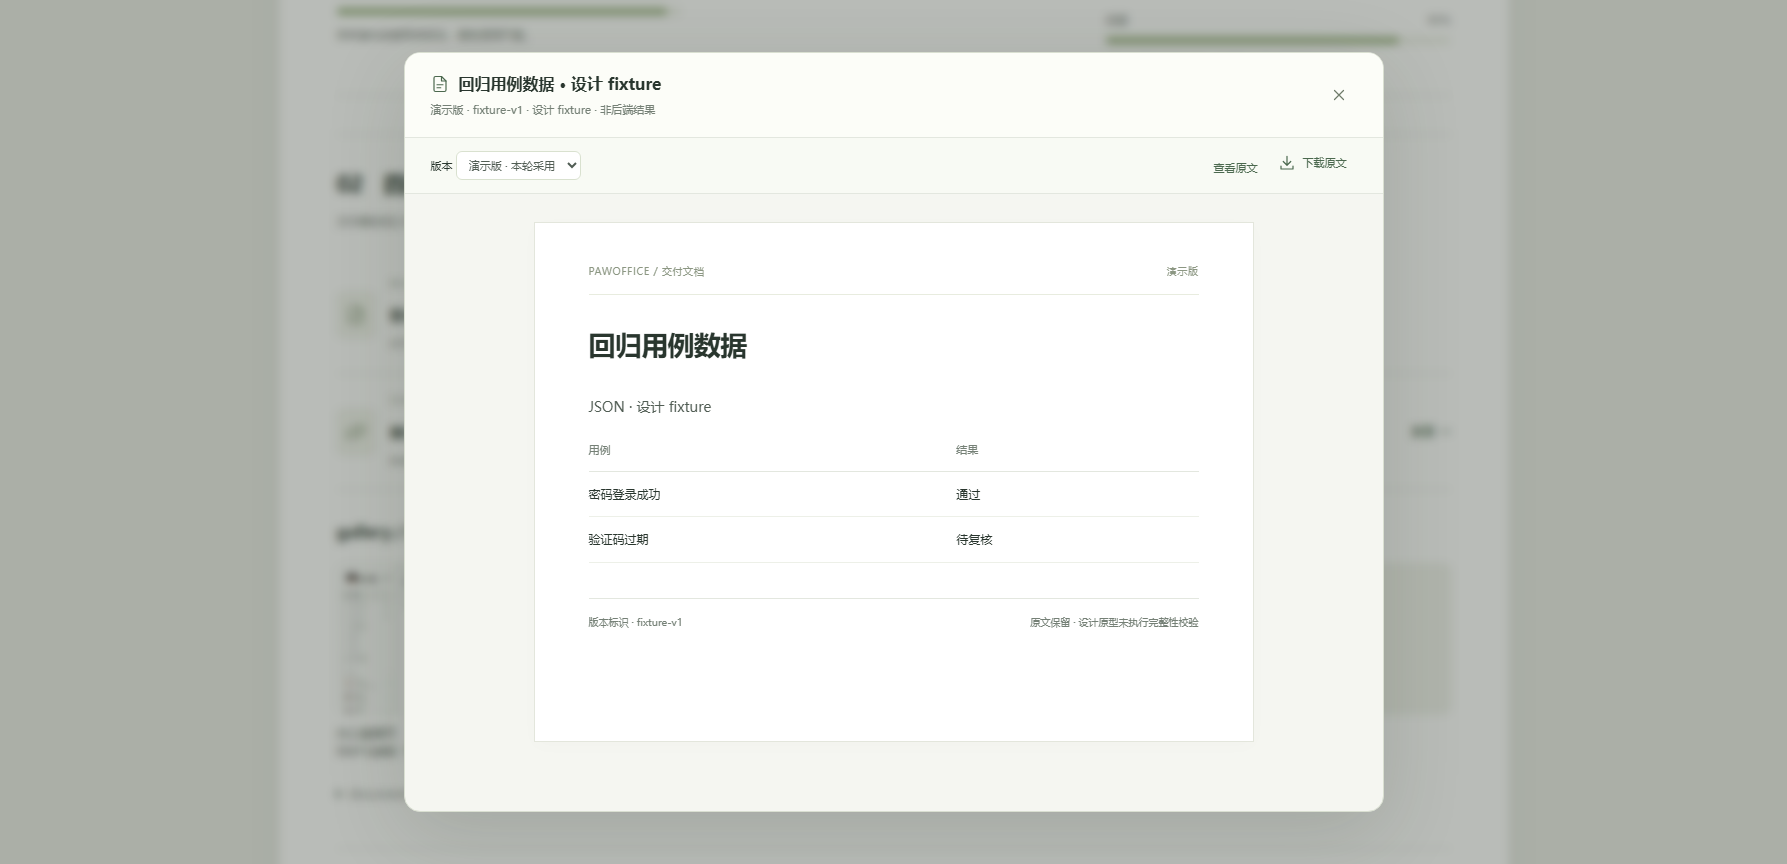 回归用例数据 • 设计 fixture
演示版 · fixture-v1 · 设计 fixture · 非后端结果
版本 演示版 · 本轮采用
查看原文 下载原文
PAWOFFICE / 交付文档 演示版
回归用例数据
JSON · 设计 fixture
用例 结果
密码登录成功 通过
验证码过期 待复核
版本标识 · fixture-v1 原文保留 · 设计原型未执行完整性校验
02
gallery